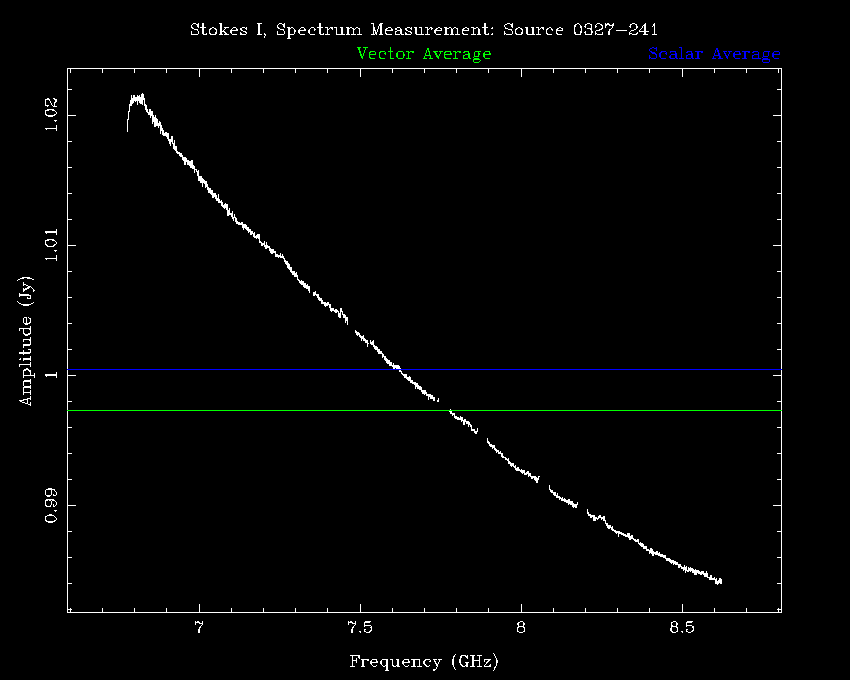 Stokes I, Spectrum Measurement: Source 0327−241
Vector Average
Scalar Average
1.02
1.01
1
0.99
Amplitude (Jy)
7
7.5
8
8.5
Frequency (GHz)